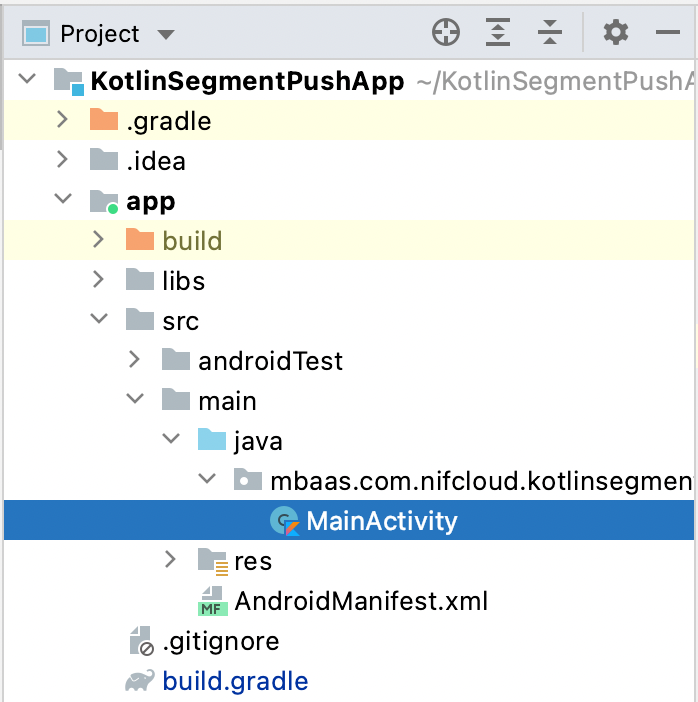 Project
KotlinSegmentPushApp ~/KotlinSegmentPushA
.gradle
.idea
app
build
libs
src
androidTest
main
java
mbaas.com.nifcloud.kotlinsegmen
MainActivity
res
MF AndroidManifest.xml
.gitignore
build.gradle